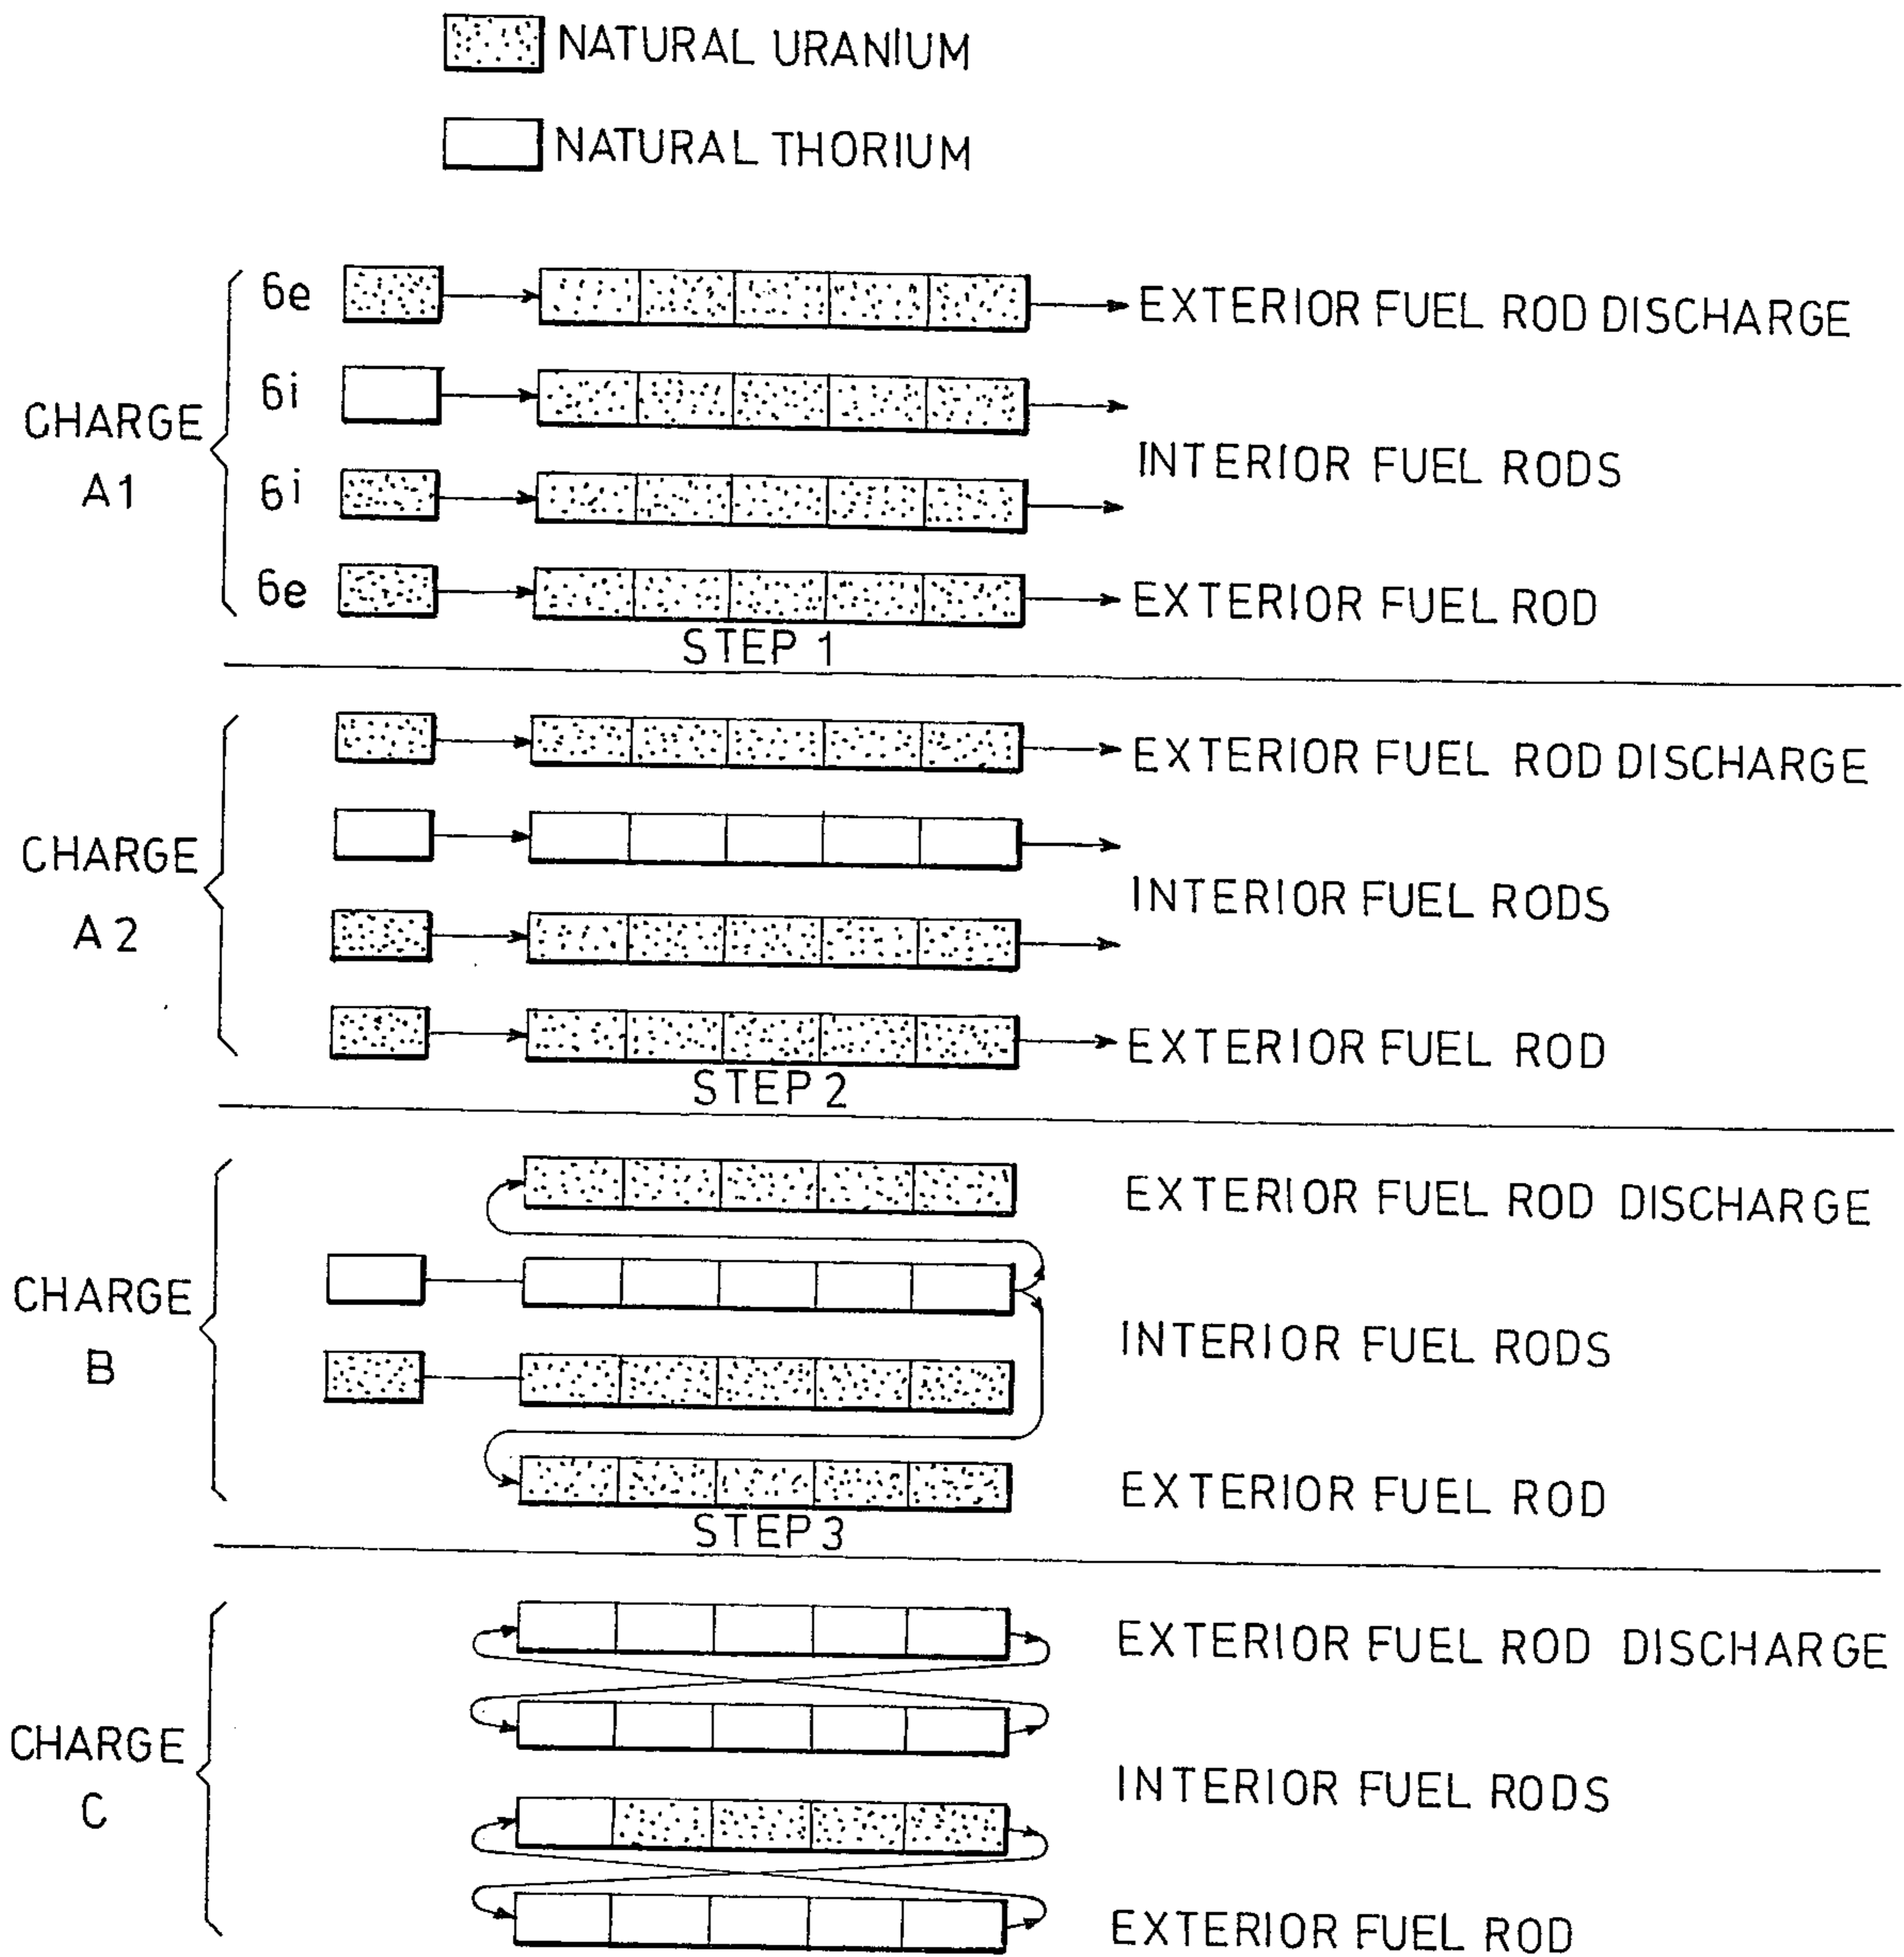 NATURAL URANIUM
NATURAL THORIUM
CHARGE
A1
6e
EXTERIOR FUEL ROD DISCHARGE
6i
INTERIOR FUEL RODS
6i
6e
EXTERIOR FUEL ROD
STEP 1
CHARGE
A2
EXTERIOR FUEL ROD DISCHARGE
INTERIOR FUEL RODS
EXTERIOR FUEL ROD
STEP 2
CHARGE
B
EXTERIOR FUEL ROD DISCHARGE
INTERIOR FUEL RODS
EXTERIOR FUEL ROD
STEP 3
CHARGE
C
EXTERIOR FUEL ROD DISCHARGE
INTERIOR FUEL RODS
EXTERIOR FUEL ROD